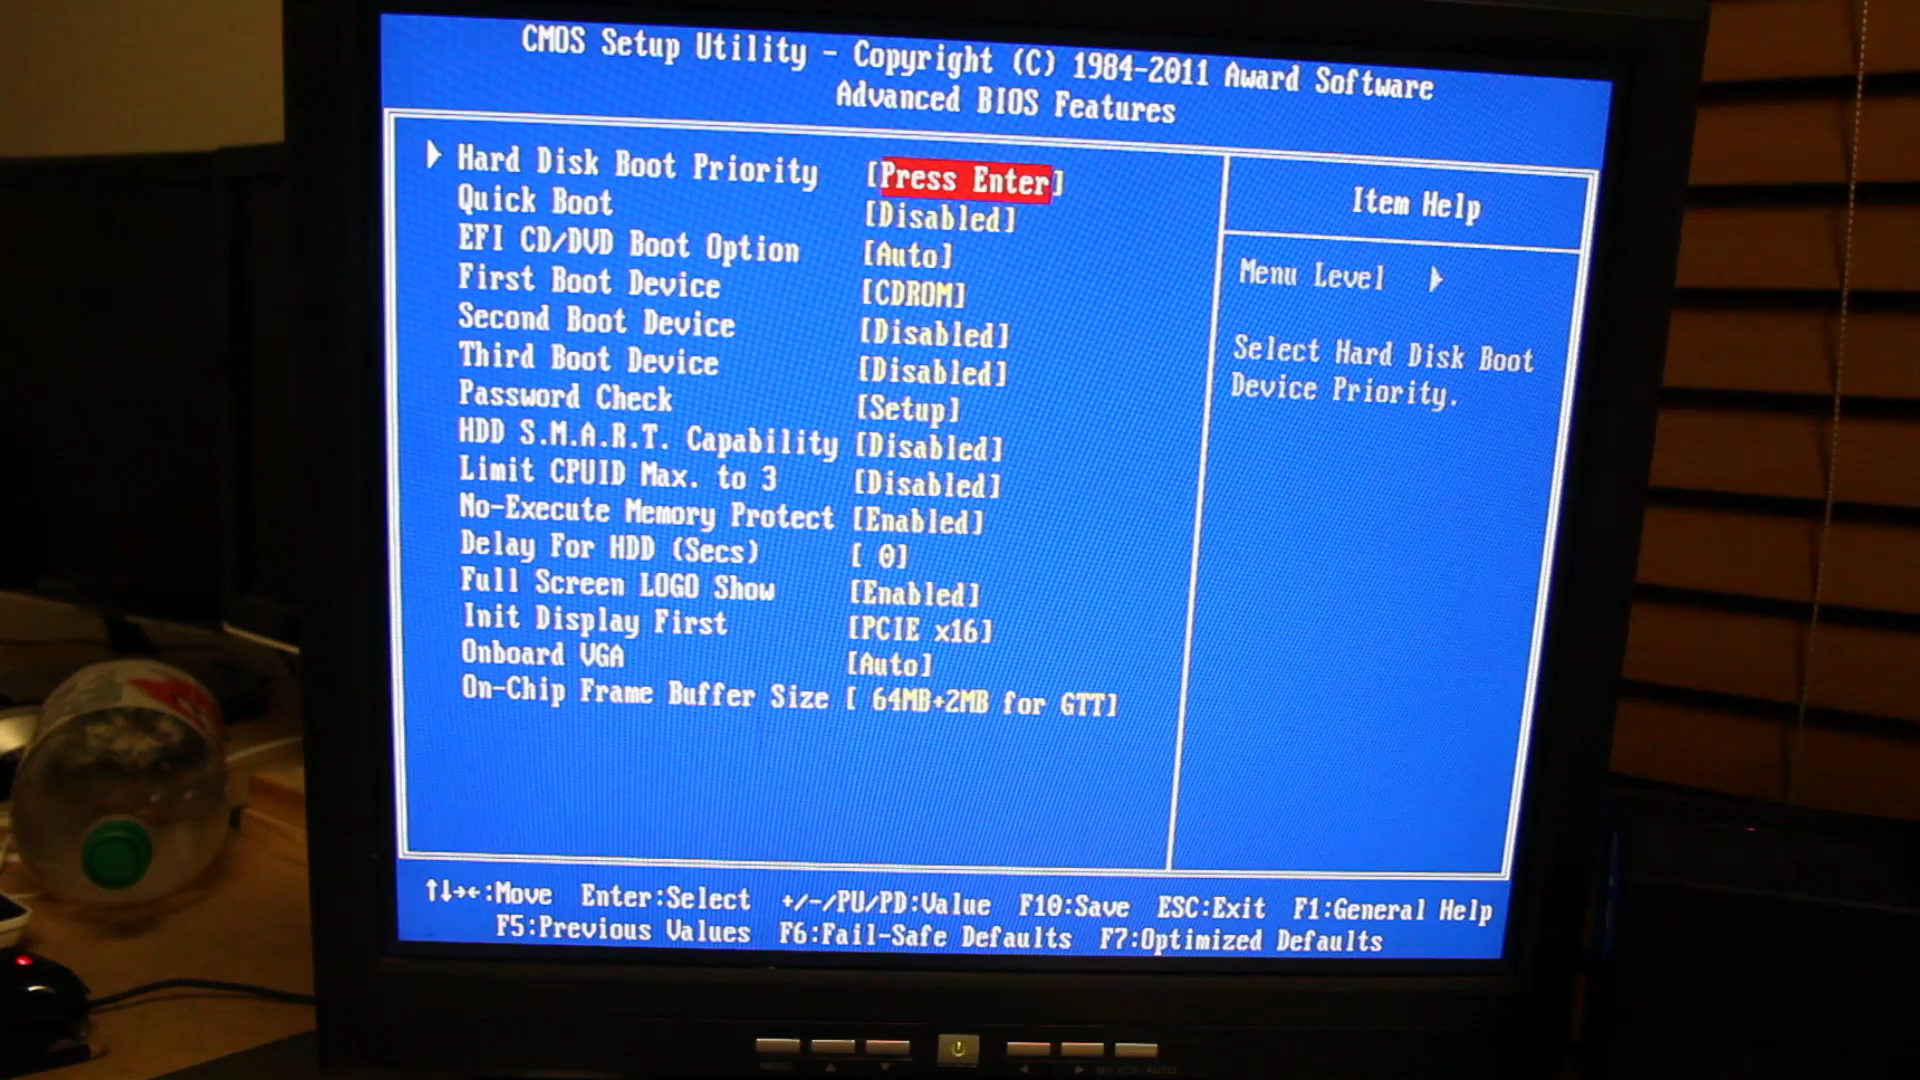 CMOS Setup Utility - Copyright (C) 1984-2011 Award Software
Advanced BIOS Features
Hard Disk Boot Priority [Press Enter]
Quick Boot [Disabled]
EFI CD/DVD Boot Option [Auto]
First Boot Device [CDROM]
Second Boot Device [Disabled]
Third Boot Device [Disabled]
Password Check [Setup]
HDD S.M.A.R.T. Capability [Disabled]
Limit CPUID Max. to 3 [Disabled]
No-Execute Memory Protect [Enabled]
Delay For HDD (Secs) [ 0]
Full Screen LOGO Show [Enabled]
Init Display First [PCIE x16]
Onboard VGA [Auto]
On-Chip Frame Buffer Size [ 64MB+2MB for GTT]
Item Help
Menu Level
Select Hard Disk Boot
Device Priority.
↑↓→←:Move Enter:Select +/-/PU/PD:Value F10:Save ESC:Exit F1:General Help
F5:Previous Values F6:Fail-Safe Defaults F7:Optimized Defaults